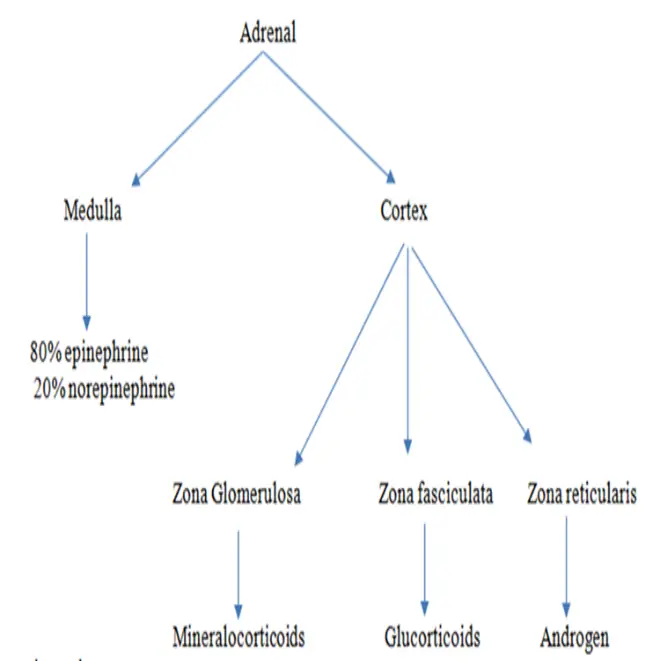 Adrenal
Medulla
Cortex
80% epinephrine
20% norepinephrine
Zona Glomerulosa
Zona fasciculata
Zona reticularis
Mineralocorticoids
Glucorticoids
Androgen